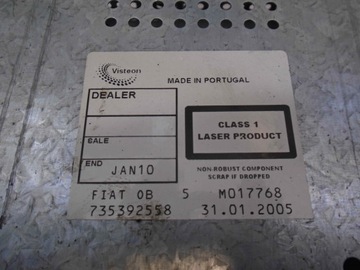 Visteon
MADE IN PORTUGAL
DEALER
CLASS 1
LASER PRODUCT
SALE
END JAN10
NON-ROBUST COMPONENT
SCRAP IF DROPPED
FIAT 0B 5 M017768
735392558 31.01.2005